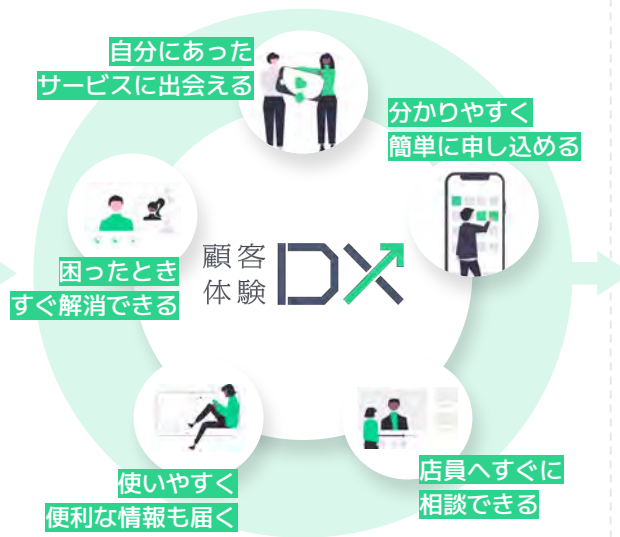 自分にあった
サービスに出会える
分かりやすく
簡単に申し込める
店員へすぐに
相談できる
使いやすく
便利な情報も届く
困ったとき
すぐ解消できる
顧客
体験
DX